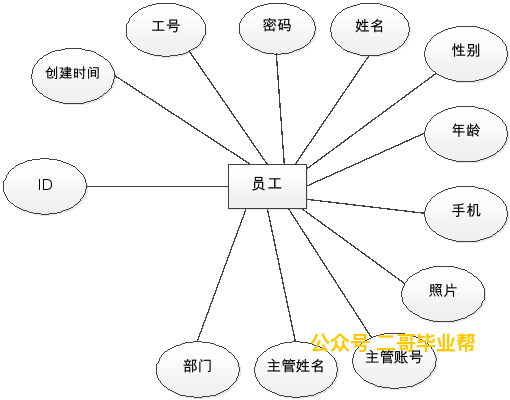 工号
密码
姓名
性别
创建时间
年龄
ID
员工
手机
照片
公众号 二哥毕业帮
部门
主管姓名
主管账号